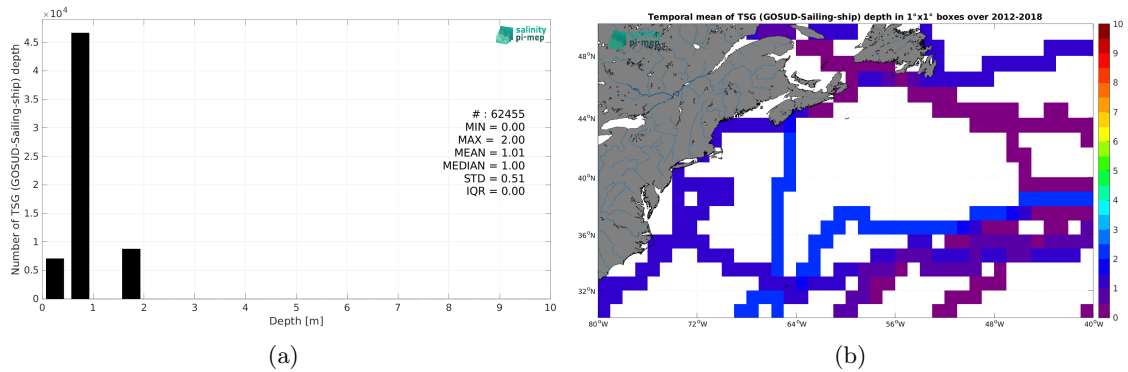 ×10⁴
4.5
4
3.5
3
2.5
2
1.5
1
0.5
0
Number of TSG (GOSUD-Sailing-ship) depth
salinity
pi-mep
# : 62455
MIN = 0.00
MAX = 2.00
MEAN = 1.01
MEDIAN = 1.00
STD = 0.51
IQR = 0.00
0 1 2 3 4 5 6 7 8 9 10
Depth [m]
(a)
Temporal mean of TSG (GOSUD-Sailing-ship) depth in 1°x1° boxes over 2012-2018
salinity
pi-mep
48°N
44°N
40°N
36°N
32°N
80°W 72°W 64°W 56°W 48°W 40°W
10
9
8
7
6
5
4
3
2
1
0
(b)